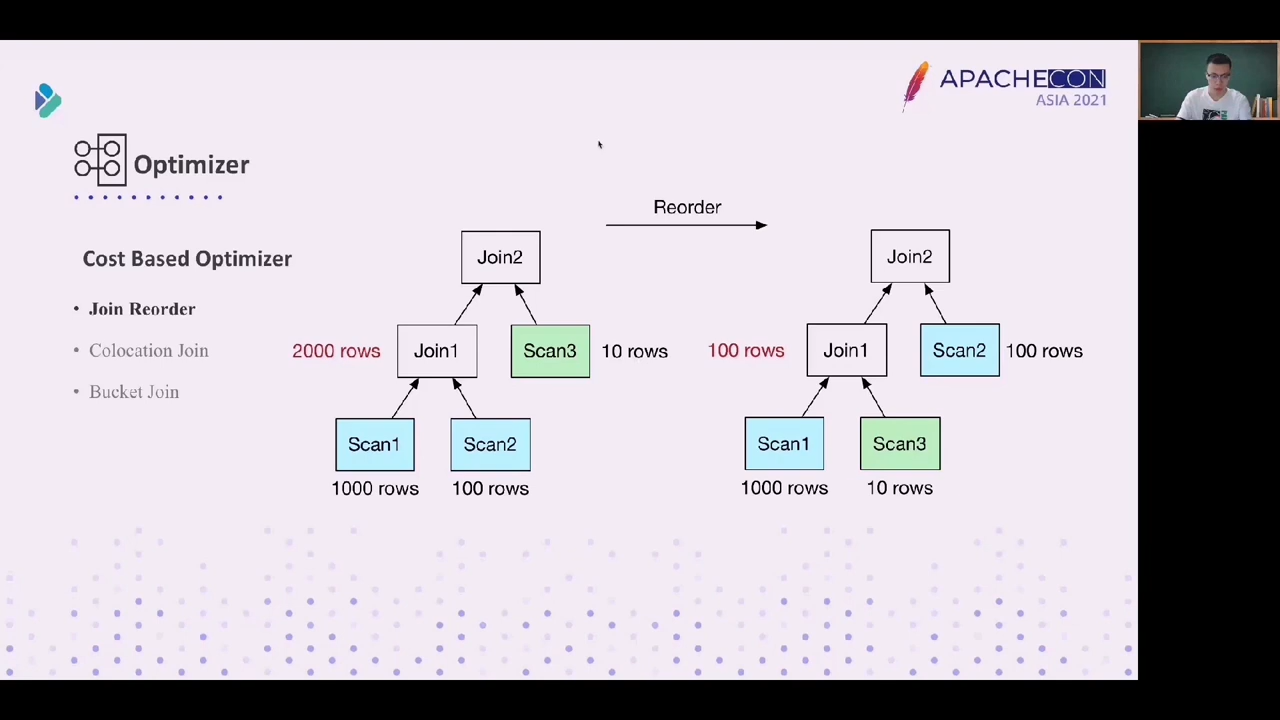 APACHECON
ASIA 2021
Optimizer
Cost Based Optimizer
• Join Reorder
• Colocation Join
• Bucket Join
Reorder
Join2
2000 rows
Join1
Scan3
10 rows
Scan1
Scan2
1000 rows
100 rows
Join2
100 rows
Join1
Scan2
100 rows
Scan1
Scan3
1000 rows
10 rows